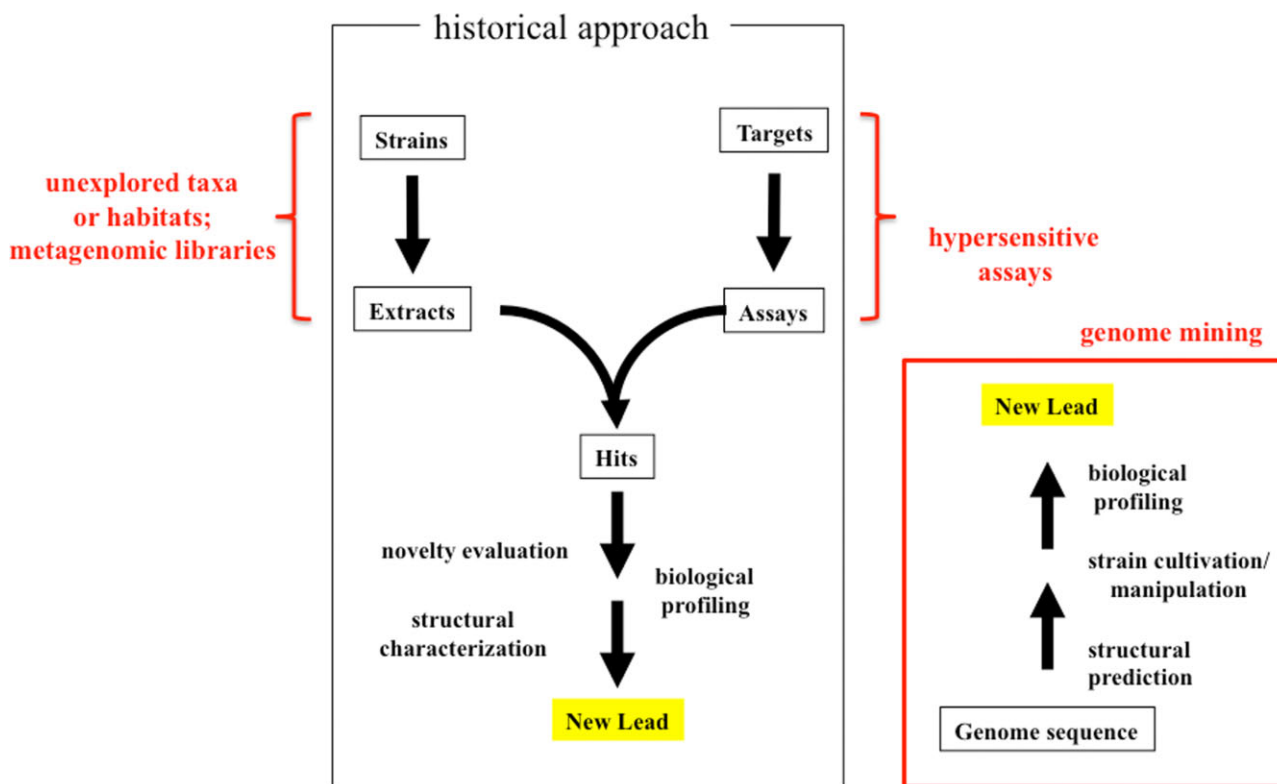 historical approach
Strains
Targets
unexplored taxa
or habitats;
metagenomic libraries
hypersensitive
assays
Extracts
Assays
Hits
novelty evaluation
biological
profiling
structural
characterization
New Lead
genome mining
New Lead
biological
profiling
strain cultivation/
manipulation
structural
prediction
Genome sequence